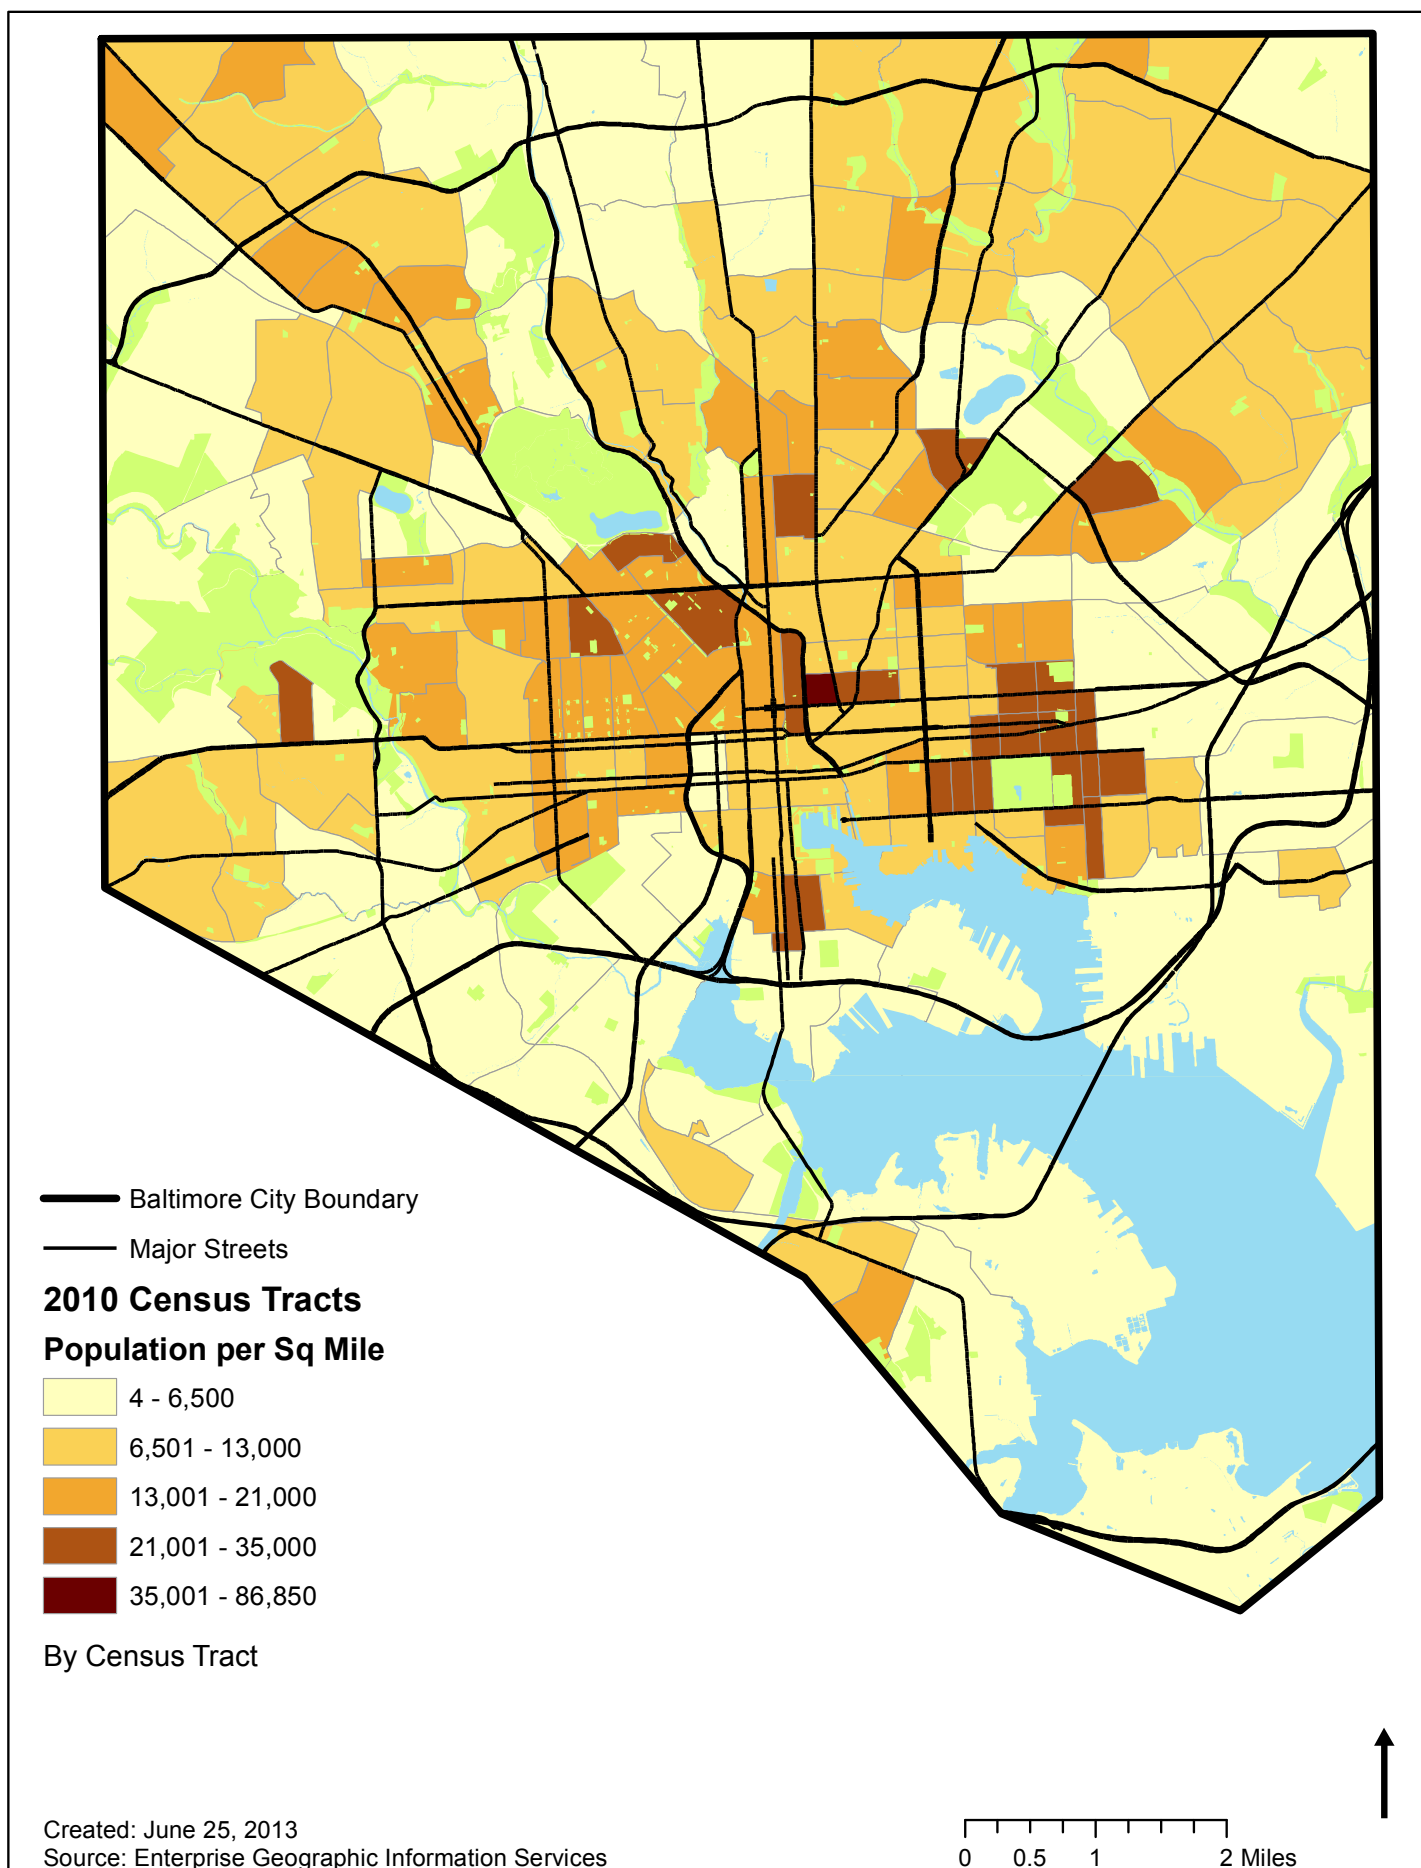 Baltimore City Boundary
Major Streets
2010 Census Tracts
Population per Sq Mile
4 - 6,500
6,501 - 13,000
13,001 - 21,000
21,001 - 35,000
35,001 - 86,850
By Census Tract
Created: June 25, 2013
Source: Enterprise Geographic Information Services
0 0.5 1 2 Miles